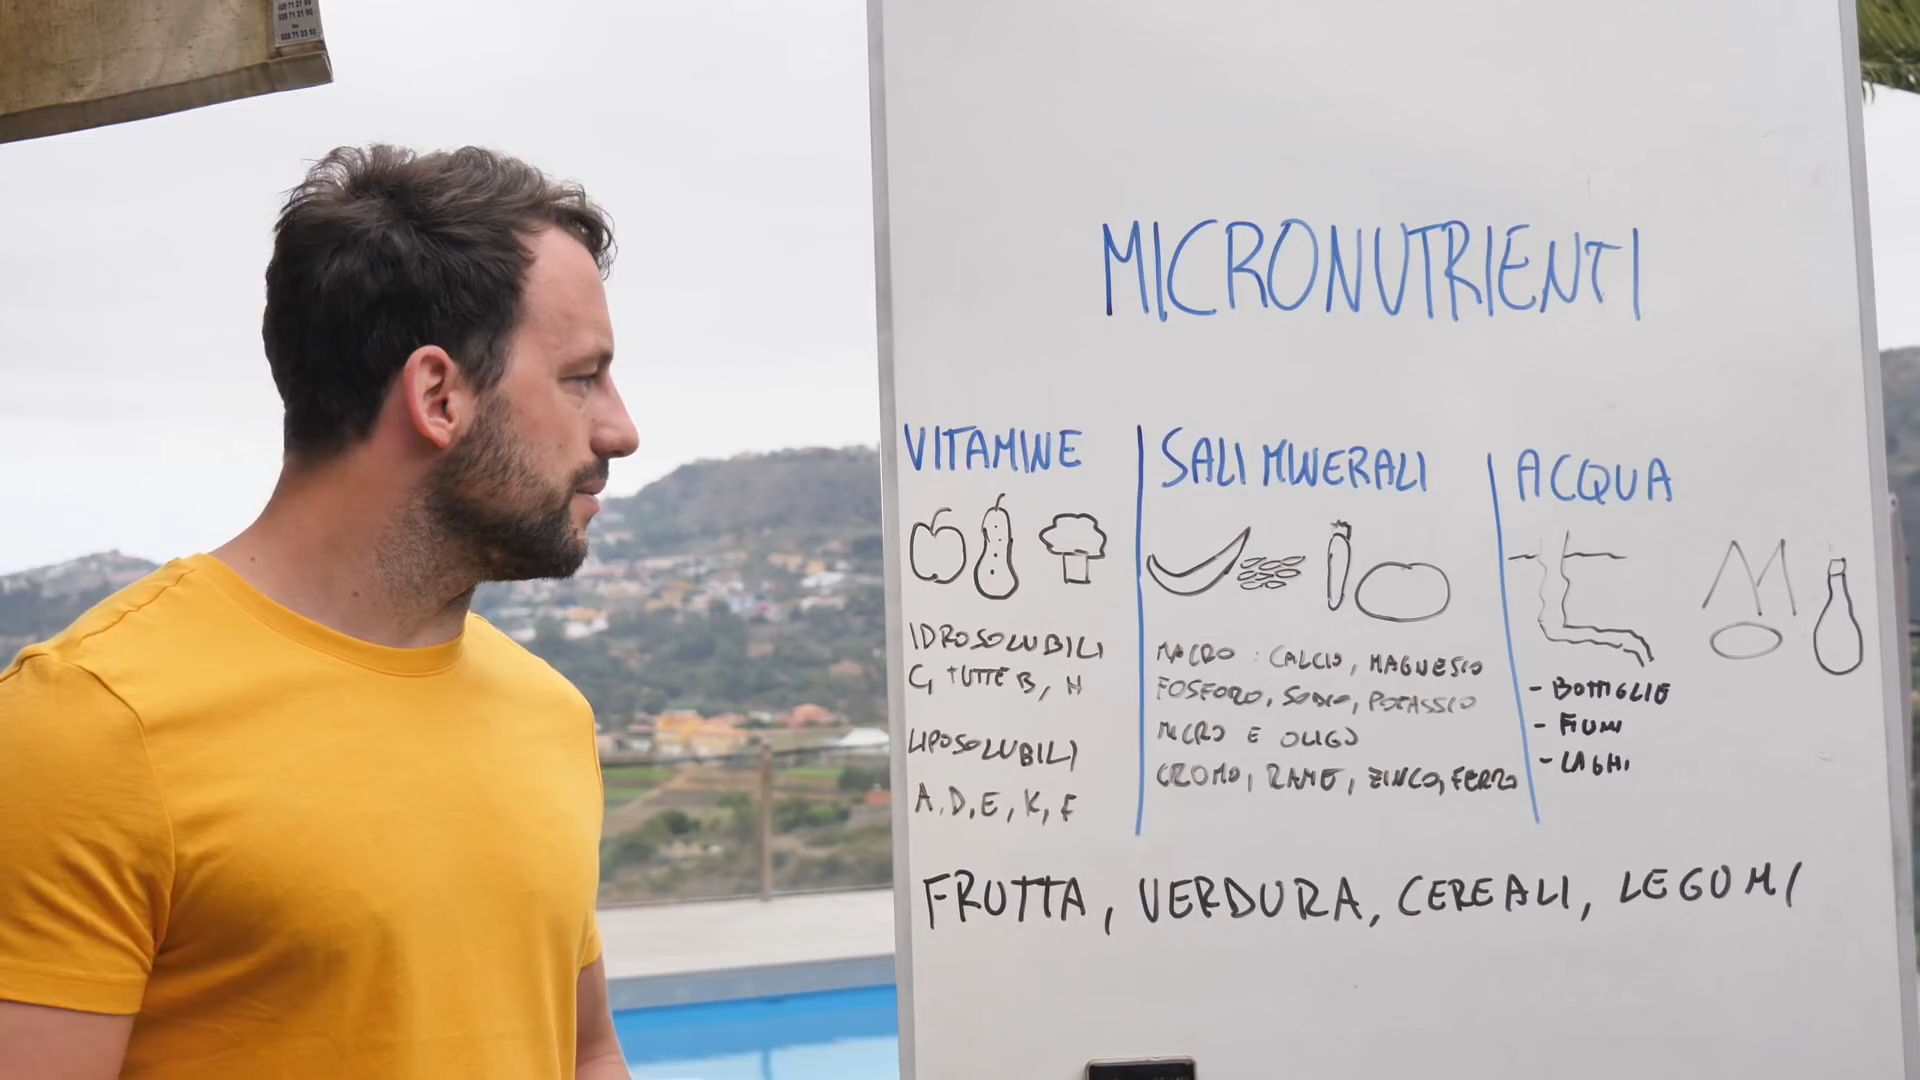 MICRONUTRIENTI
VITAMINE
IDROSOLUBILI
C, TUTTE B, H
LIPOSOLUBILI
A, D, E, K, F
SALI MINERALI
MACRO : CALCIO, MAGNESIO
FOSFORO, SODIO, POTASSIO
MICRO E OLIGO
CROMO, RAME, ZINCO, FERRO
ACQUA
- BOTTIGLIE
- FIUMI
- LAGHI
FRUTTA, VERDURA, CEREALI, LEGUMI